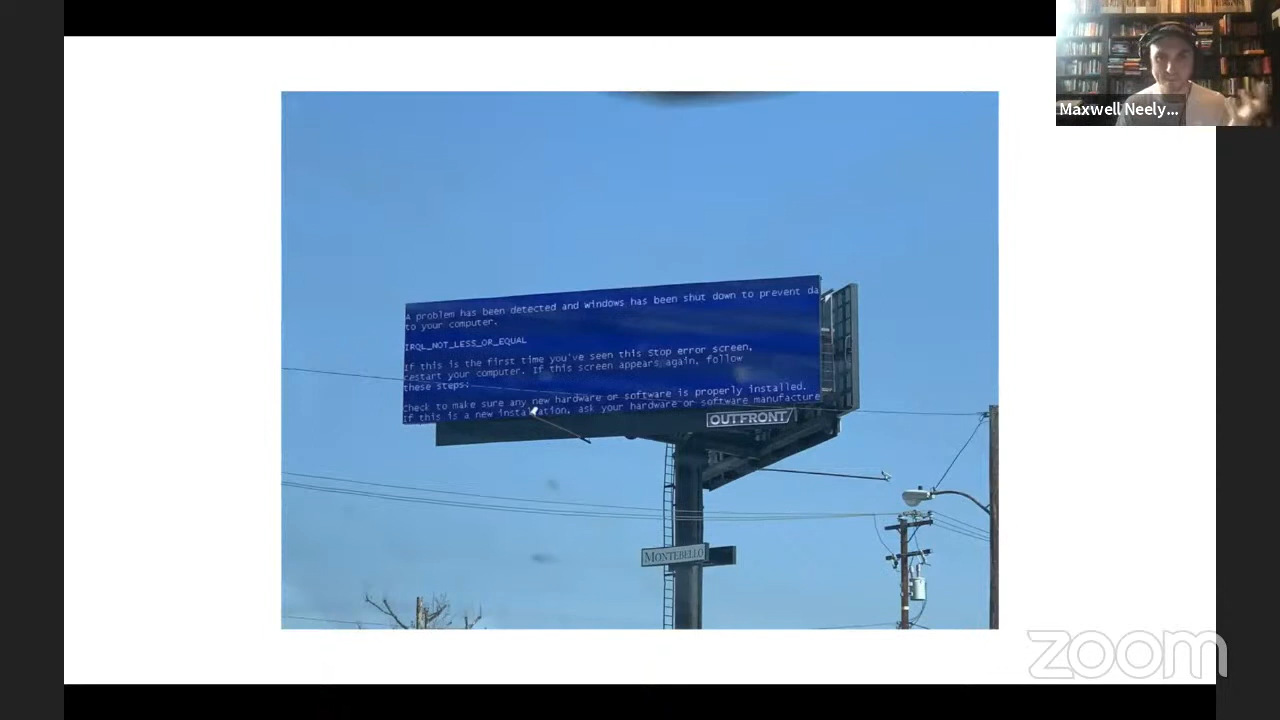 Maxwell Neely...
A problem has been detected and windows has been shut down to prevent da
to your computer.
IRQL_NOT_LESS_OR_EQUAL
If this is the first time you've seen this Stop error screen,
restart your computer. If this screen appears again, follow
these steps:
Check to make sure any new hardware or software is properly installed.
If this is a new installation, ask your hardware or software manufacture
OUTFRONT/
MONTEBELLO
zoom